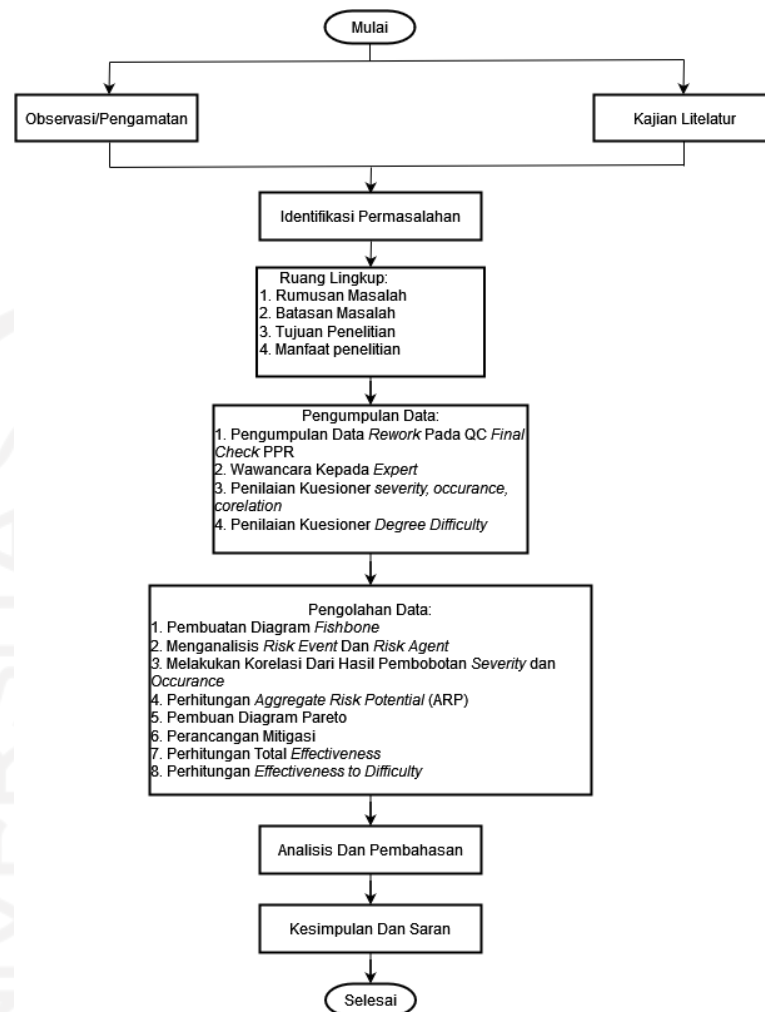 Mulai
Observasi/Pengamatan
Kajian Litelatur
Identifikasi Permasalahan
Ruang Lingkup:
1. Rumusan Masalah
2. Batasan Masalah
3. Tujuan Penelitian
4. Manfaat penelitian
Pengumpulan Data:
1. Pengumpulan Data Rework Pada QC Final
Check PPR
2. Wawancara Kepada Expert
3. Penilaian Kuesioner severity, occurance,
corelation
4. Penilaian Kuesioner Degree Difficulty
Pengolahan Data:
1. Pembuatan Diagram Fishbone
2. Menganalisis Risk Event Dan Risk Agent
3. Melakukan Korelasi Dari Hasil Pembobotan Severity dan
Occurance
4. Perhitungan Aggregate Risk Potential (ARP)
5. Pembuan Diagram Pareto
6. Perancangan Mitigasi
7. Perhitungan Total Effectiveness
8. Perhitungan Effectiveness to Difficulty
Analisis Dan Pembahasan
Kesimpulan Dan Saran
Selesai